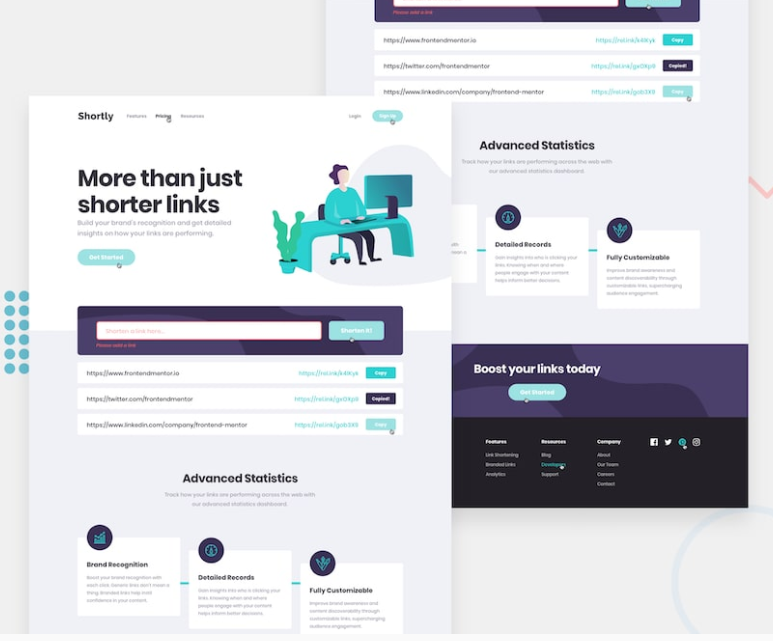 Please add a link
https://www.frontendmentor.io https://rel.ink/k4lKyk Copy
https://twitter.com/frontendmentor https://rel.ink/gxOXp9 Copied!
https://www.linkedin.com/company/frontend-mentor https://rel.ink/gob3X9 Copy
Advanced Statistics
Track how your links are performing across the web with
our advanced statistics dashboard.
Detailed Records
Gain insights into who is clicking your
links. Knowing when and where
people engage with your content
helps inform better decisions.
Fully Customizable
Improve brand awareness and
content discoverability through
customizable links, supercharging
audience engagement.
Boost your links today
Get Started
Features Resources Company
Link Shortening Blog About
Branded Links Developers Our Team
Analytics Support Careers
Contact
Shortly Features Pricing Resources Login Sign Up
More than just
shorter links
Build your brand's recognition and get detailed
insights on how your links are performing.
Get Started
Shorten a link here... Shorten It!
Please add a link
https://www.frontendmentor.io https://rel.ink/k4lKyk Copy
https://twitter.com/frontendmentor https://rel.ink/gxOXp9 Copied!
https://www.linkedin.com/company/frontend-mentor https://rel.ink/gob3X9 Copy
Advanced Statistics
Track how your links are performing across the web with
our advanced statistics dashboard.
Brand Recognition
Boost your brand recognition with
each click. Generic links don't mean a
thing. Branded links help instil
confidence in your content.
Detailed Records
Gain insights into who is clicking your
links. Knowing when and where
people engage with your content
helps inform better decisions.
Fully Customizable
Improve brand awareness and
content discoverability through
customizable links, supercharging
audience engagement.